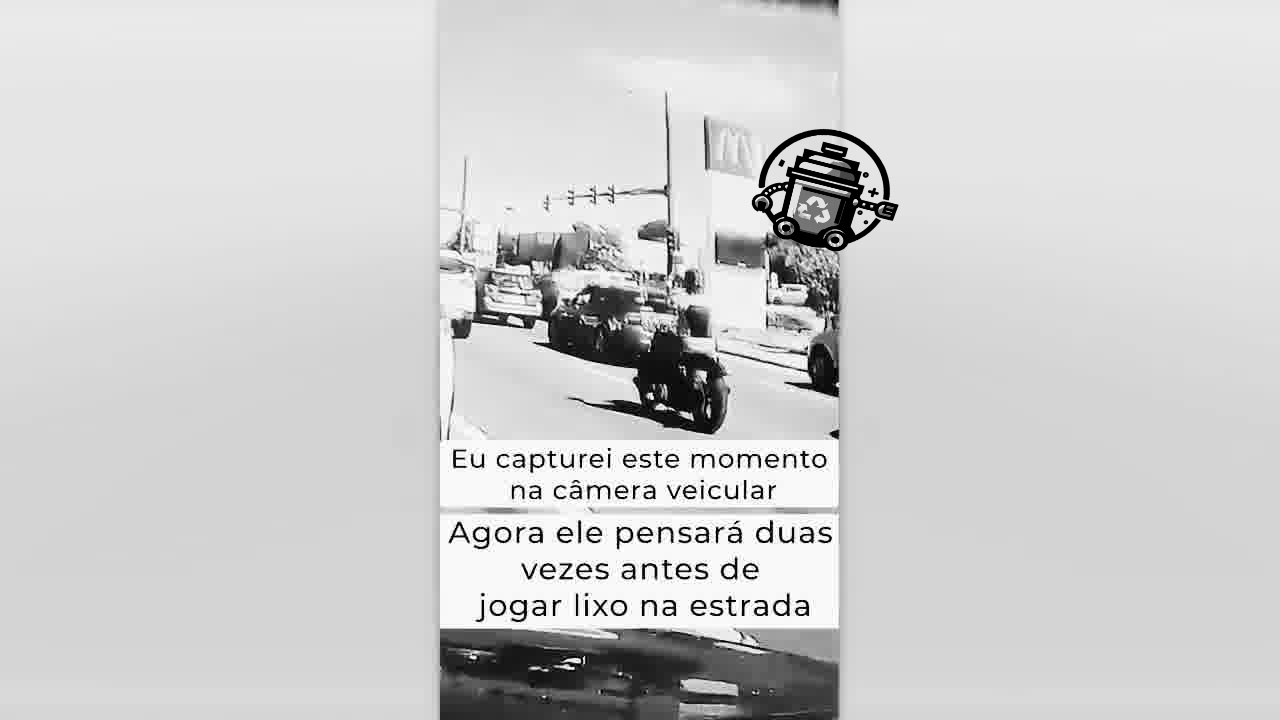 Eu capturei este momento
na câmera veicular
Agora ele pensará duas
vezes antes de
jogar lixo na estrada